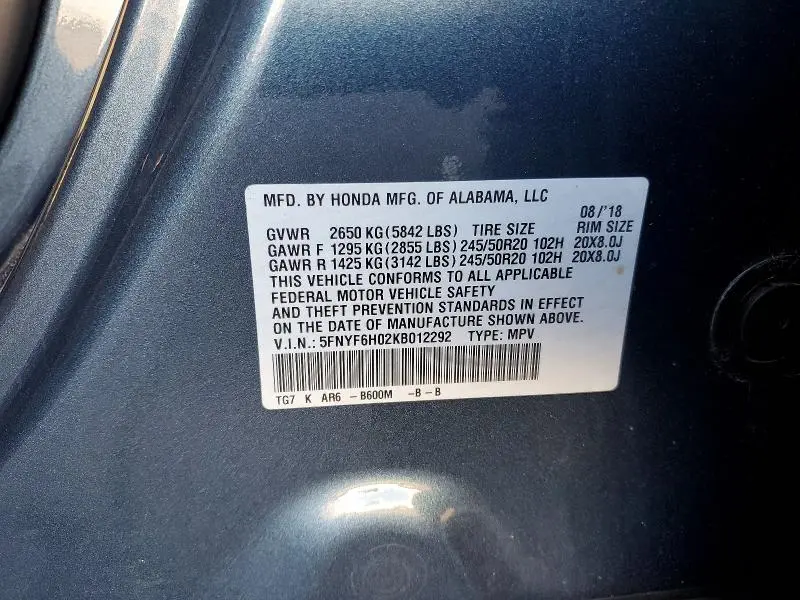 MFD. BY HONDA MFG. OF ALABAMA, LLC
08/'18
GVWR 2650 KG (5842 LBS) TIRE SIZE RIM SIZE
GAWR F 1295 KG (2855 LBS) 245/50R20 102H 20X8.0J
GAWR R 1425 KG (3142 LBS) 245/50R20 102H 20X8.0J
THIS VEHICLE CONFORMS TO ALL APPLICABLE
FEDERAL MOTOR VEHICLE SAFETY
AND THEFT PREVENTION STANDARDS IN EFFECT
ON THE DATE OF MANUFACTURE SHOWN ABOVE.
V.I.N.: 5FNYF6H02KB012292 TYPE: MPV
TG7 K AR6 -B600M -B-B